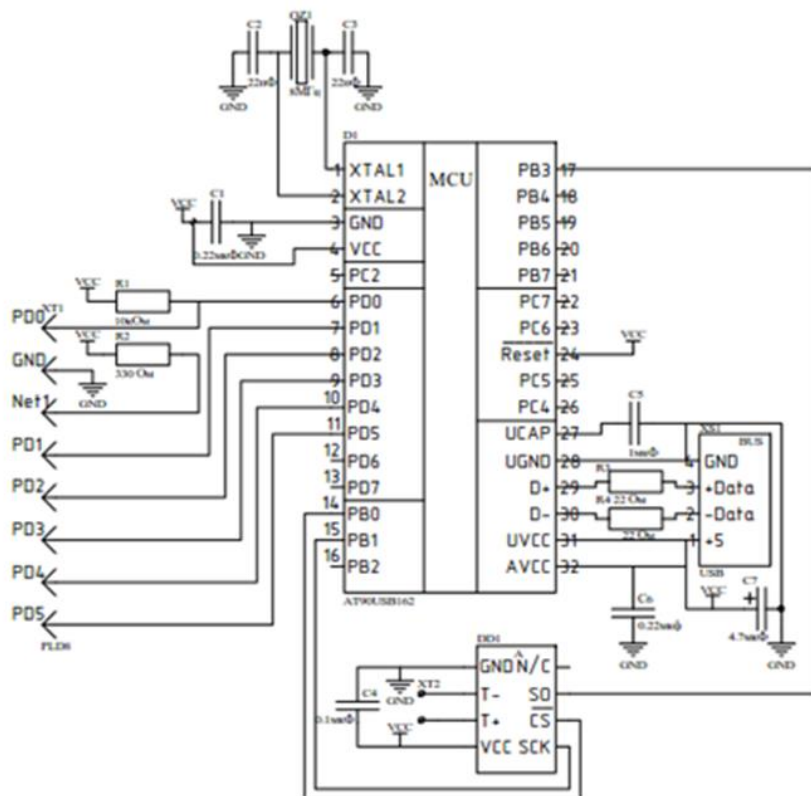 C2
QZ1
C3
22пФ
8МГц
22пФ
GND
GND
D1
MCU
1 XTAL1
2 XTAL2
3 GND
4 VCC
5 PC2
6 PD0
7 PD1
8 PD2
9 PD3
10 PD4
11 PD5
12 PD6
13 PD7
14 PB0
15 PB1
16 PB2
PB3 17
PB4 18
PB5 19
PB6 20
PB7 21
PC7 22
PC6 23
Reset 24
PC5 25
PC4 26
UCAP 27
UGND 28
D+ 29
D- 30
UVCC 31
AVCC 32
AT90USB162
VCC
C1
0.22мкФ
GND
VCC
R1
10кОм
VCC
R2
330 Ом
GND
XT1
PD0
GND
Net1
PD1
PD2
PD3
PD4
PD5
PLD8
VCC
C5
1мкФ
XS1
BUS
4 GND
3 +Data
2 -Data
1 +5
USB
R3
R4 22 Ом
22 Ом
C6
0.22мкф
GND
VCC
C7
4.7мкф
GND
DD1
A
GND N/C
T- SO
T+ CS
VCC SCK
XT2
GND
VCC
C4
0.1мкФ